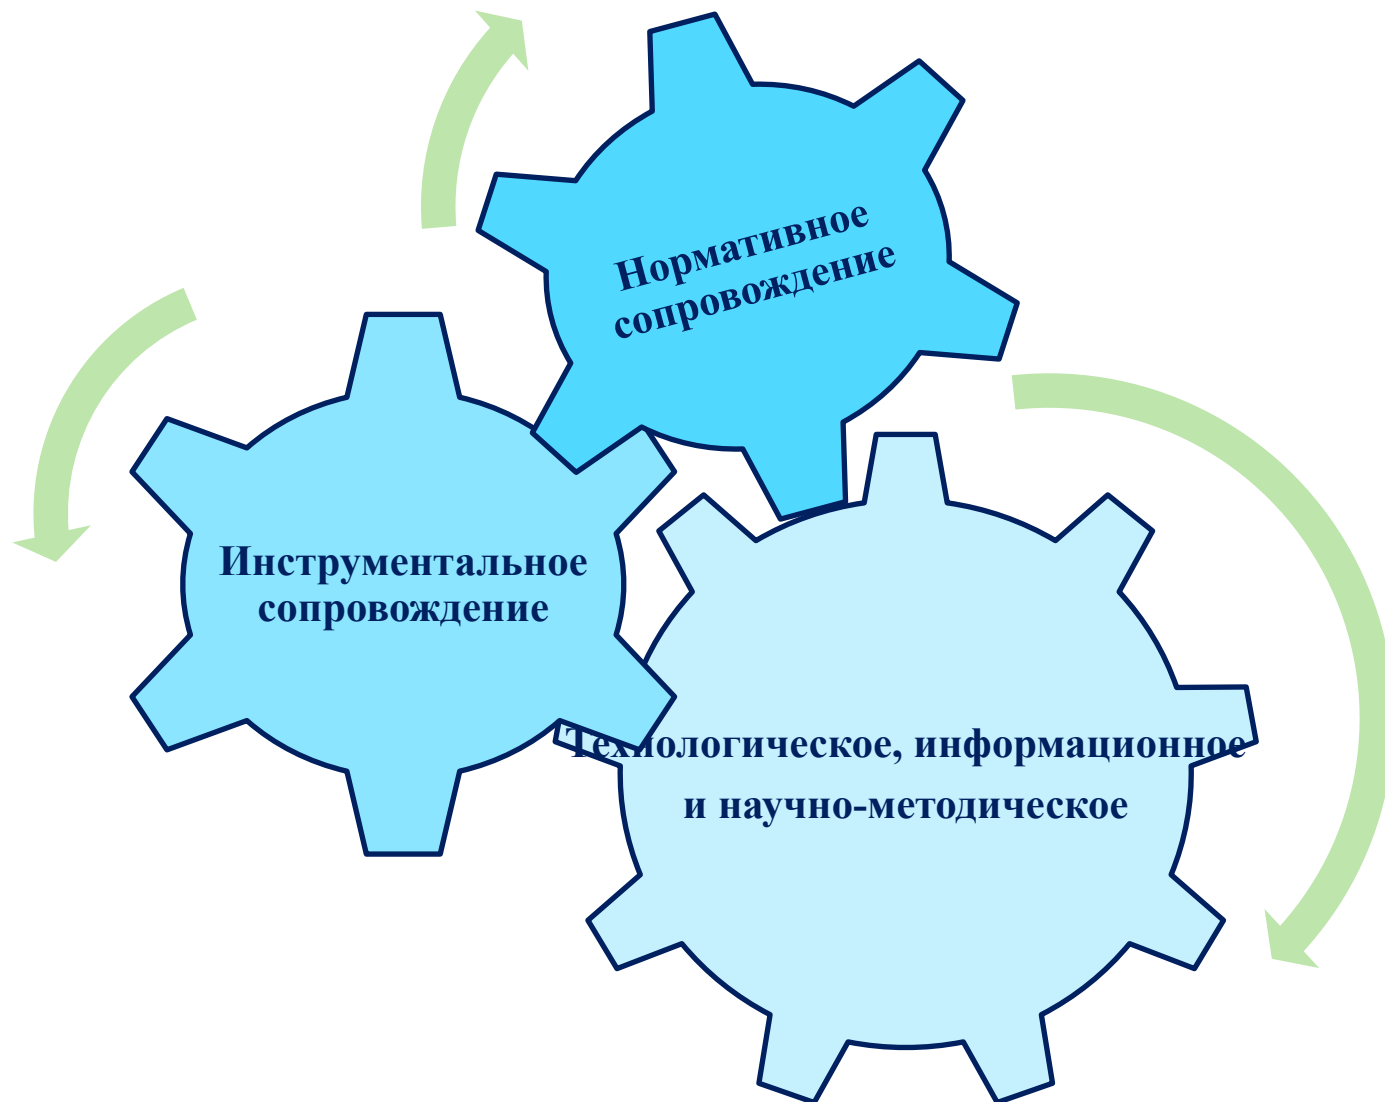 Нормативное
сопровождение
Инструментальное
сопровождение
Технологическое, информационное
и научно-методическое